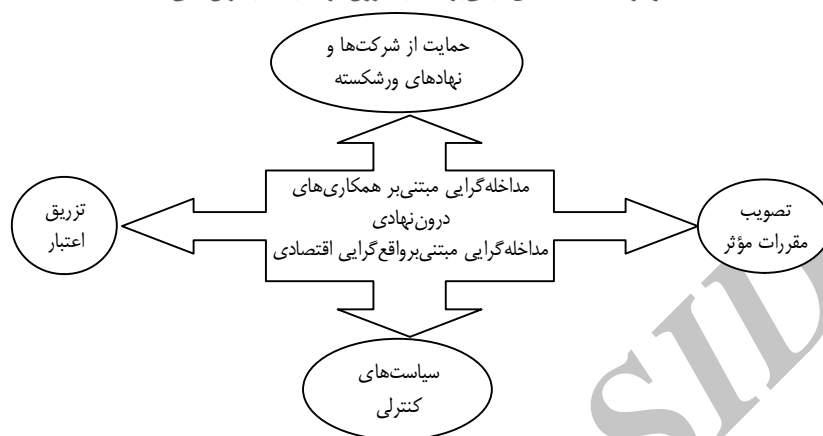 حمایت از شرکت‌ها و
نهادهای ورشکسته
مداخله‌گرایی مبتنی‌بر همکاری‌های
درون‌نهادی
مداخله‌گرایی مبتنی‌برواقع‌گرایی اقتصادی
تصویب
مقررات مؤثر
تزریق
اعتبار
سیاست‌های
کنترلی
SID